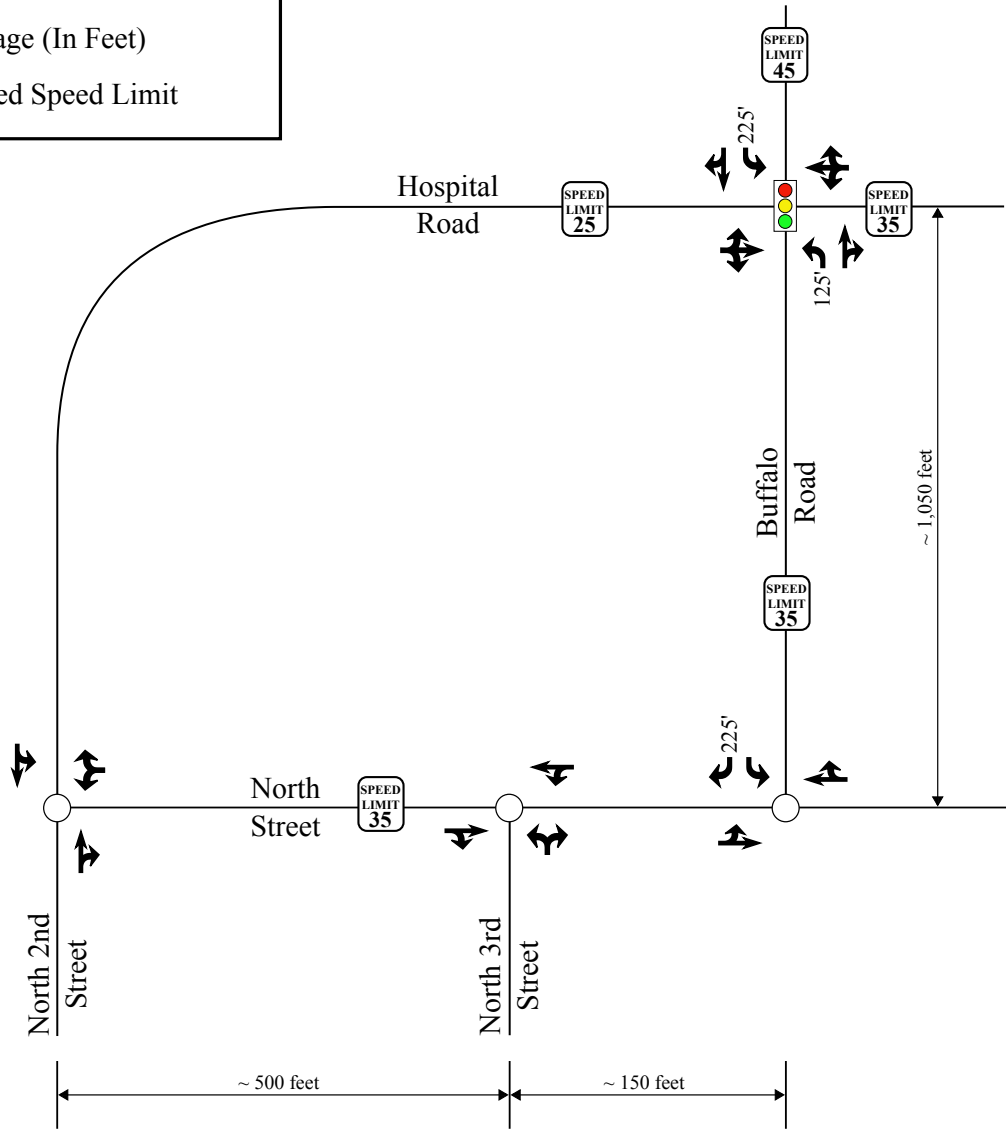 Speed Limit
(In Feet)
SPEED
LIMIT
45
225'
Hospital
Road
SPEED
LIMIT
25
SPEED
LIMIT
35
125'
Buffalo
Road
~ 1,050 feet
SPEED
LIMIT
35
225'
North
Street
SPEED
LIMIT
35
North 2nd
Street
North 3rd
Street
~ 500 feet
~ 150 feet